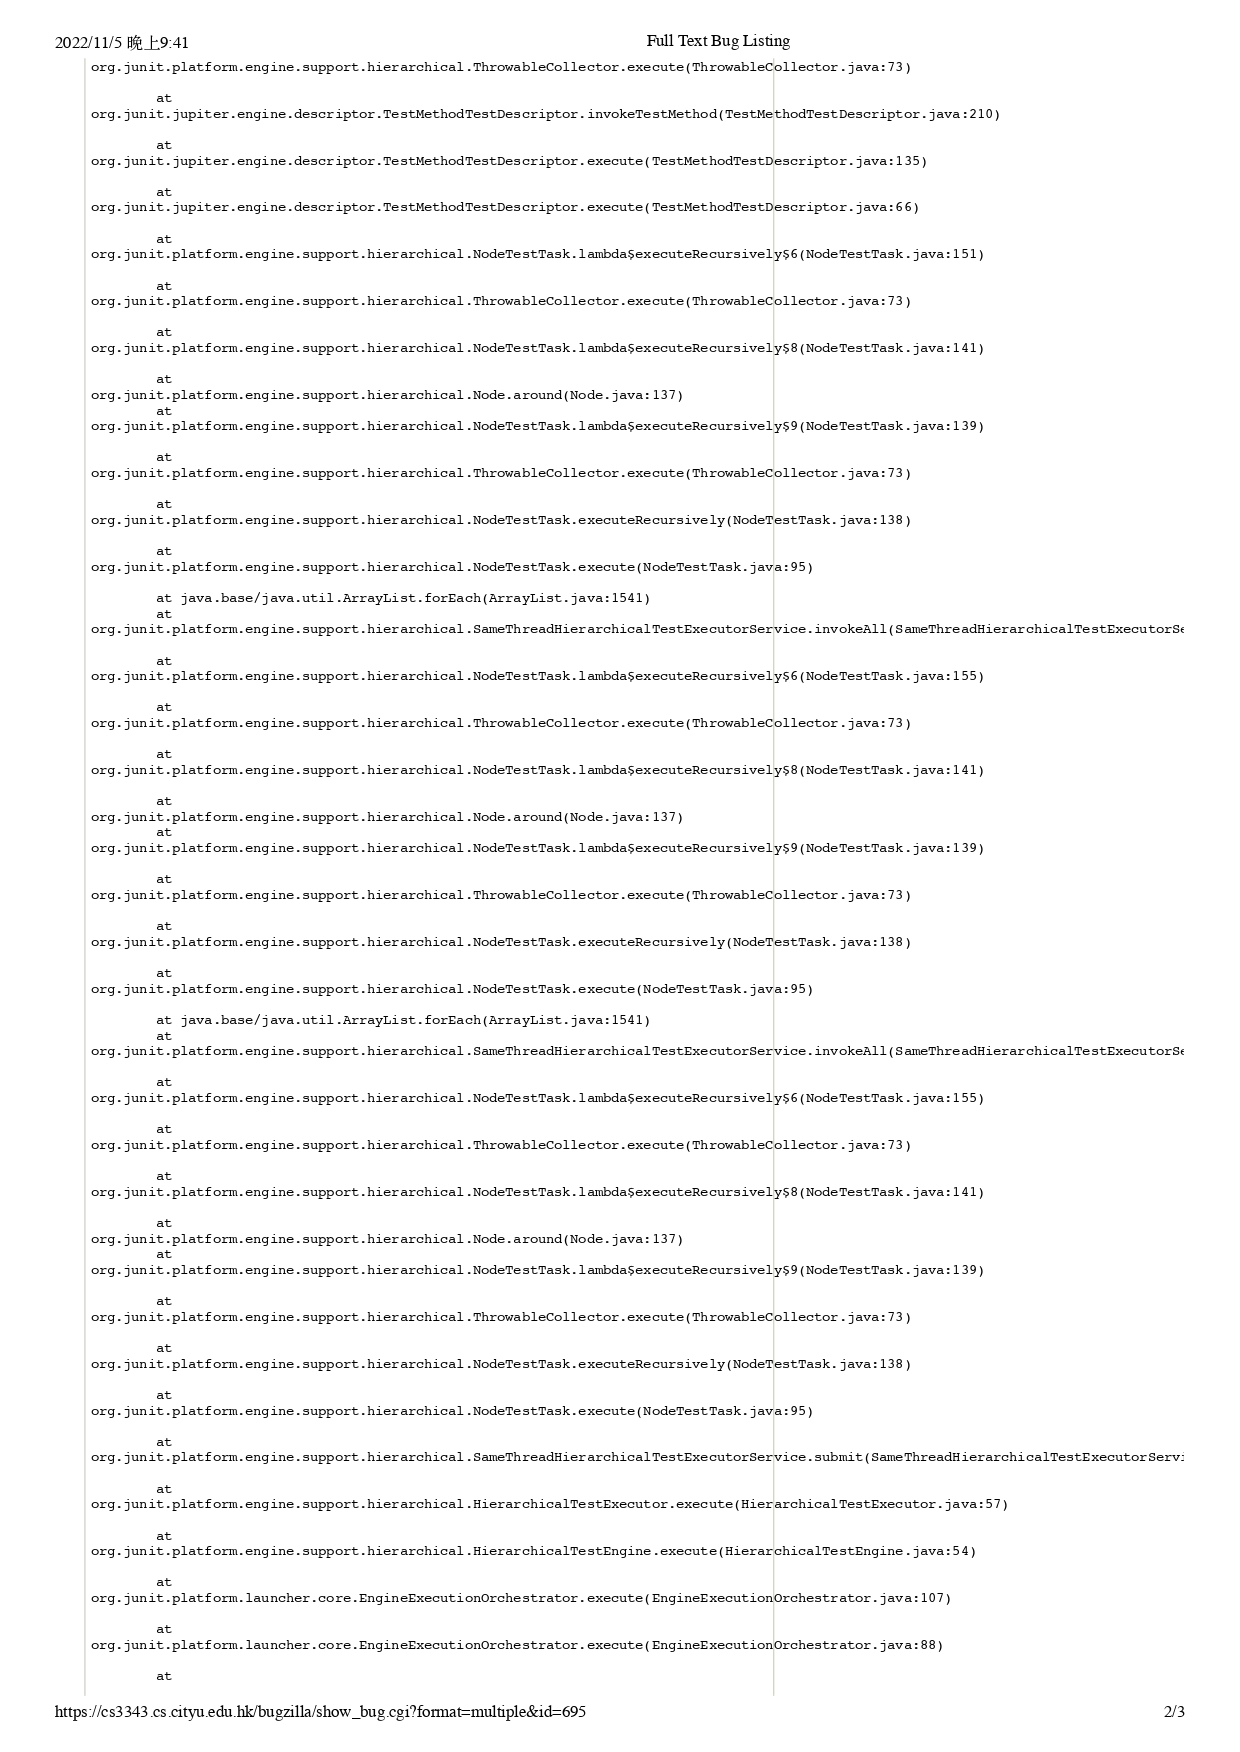 2022/11/5 晚上9:41
Full Text Bug Listing
org.junit.platform.engine.support.hierarchical.ThrowableCollector.execute(ThrowableCollector.java:73)
at
org.junit.jupiter.engine.descriptor.TestMethodTestDescriptor.invokeTestMethod(TestMethodTestDescriptor.java:210)
at
org.junit.jupiter.engine.descriptor.TestMethodTestDescriptor.execute(TestMethodTestDescriptor.java:135)
at
org.junit.jupiter.engine.descriptor.TestMethodTestDescriptor.execute(TestMethodTestDescriptor.java:66)
at
org.junit.platform.engine.support.hierarchical.NodeTestTask.lambda$executeRecursively$6(NodeTestTask.java:151)
at
org.junit.platform.engine.support.hierarchical.ThrowableCollector.execute(ThrowableCollector.java:73)
at
org.junit.platform.engine.support.hierarchical.NodeTestTask.lambda$executeRecursively$8(NodeTestTask.java:141)
at
org.junit.platform.engine.support.hierarchical.Node.around(Node.java:137)
at
org.junit.platform.engine.support.hierarchical.NodeTestTask.lambda$executeRecursively$9(NodeTestTask.java:139)
at
org.junit.platform.engine.support.hierarchical.ThrowableCollector.execute(ThrowableCollector.java:73)
at
org.junit.platform.engine.support.hierarchical.NodeTestTask.executeRecursively(NodeTestTask.java:138)
at
org.junit.platform.engine.support.hierarchical.NodeTestTask.execute(NodeTestTask.java:95)
at java.base/java.util.ArrayList.forEach(ArrayList.java:1541)
at
org.junit.platform.engine.support.hierarchical.SameThreadHierarchicalTestExecutorService.invokeAll(SameThreadHierarchicalTestExecutorSe
at
org.junit.platform.engine.support.hierarchical.NodeTestTask.lambda$executeRecursively$6(NodeTestTask.java:155)
at
org.junit.platform.engine.support.hierarchical.ThrowableCollector.execute(ThrowableCollector.java:73)
at
org.junit.platform.engine.support.hierarchical.NodeTestTask.lambda$executeRecursively$8(NodeTestTask.java:141)
at
org.junit.platform.engine.support.hierarchical.Node.around(Node.java:137)
at
org.junit.platform.engine.support.hierarchical.NodeTestTask.lambda$executeRecursively$9(NodeTestTask.java:139)
at
org.junit.platform.engine.support.hierarchical.ThrowableCollector.execute(ThrowableCollector.java:73)
at
org.junit.platform.engine.support.hierarchical.NodeTestTask.executeRecursively(NodeTestTask.java:138)
at
org.junit.platform.engine.support.hierarchical.NodeTestTask.execute(NodeTestTask.java:95)
at java.base/java.util.ArrayList.forEach(ArrayList.java:1541)
at
org.junit.platform.engine.support.hierarchical.SameThreadHierarchicalTestExecutorService.invokeAll(SameThreadHierarchicalTestExecutorSe
at
org.junit.platform.engine.support.hierarchical.NodeTestTask.lambda$executeRecursively$6(NodeTestTask.java:155)
at
org.junit.platform.engine.support.hierarchical.ThrowableCollector.execute(ThrowableCollector.java:73)
at
org.junit.platform.engine.support.hierarchical.NodeTestTask.lambda$executeRecursively$8(NodeTestTask.java:141)
at
org.junit.platform.engine.support.hierarchical.Node.around(Node.java:137)
at
org.junit.platform.engine.support.hierarchical.NodeTestTask.lambda$executeRecursively$9(NodeTestTask.java:139)
at
org.junit.platform.engine.support.hierarchical.ThrowableCollector.execute(ThrowableCollector.java:73)
at
org.junit.platform.engine.support.hierarchical.NodeTestTask.executeRecursively(NodeTestTask.java:138)
at
org.junit.platform.engine.support.hierarchical.NodeTestTask.execute(NodeTestTask.java:95)
at
org.junit.platform.engine.support.hierarchical.SameThreadHierarchicalTestExecutorService.submit(SameThreadHierarchicalTestExecutorServi
at
org.junit.platform.engine.support.hierarchical.HierarchicalTestExecutor.execute(HierarchicalTestExecutor.java:57)
at
org.junit.platform.engine.support.hierarchical.HierarchicalTestEngine.execute(HierarchicalTestEngine.java:54)
at
org.junit.platform.launcher.core.EngineExecutionOrchestrator.execute(EngineExecutionOrchestrator.java:107)
at
org.junit.platform.launcher.core.EngineExecutionOrchestrator.execute(EngineExecutionOrchestrator.java:88)
at
https://cs3343.cs.cityu.edu.hk/bugzilla/show_bug.cgi?format=multiple&id=695
2/3